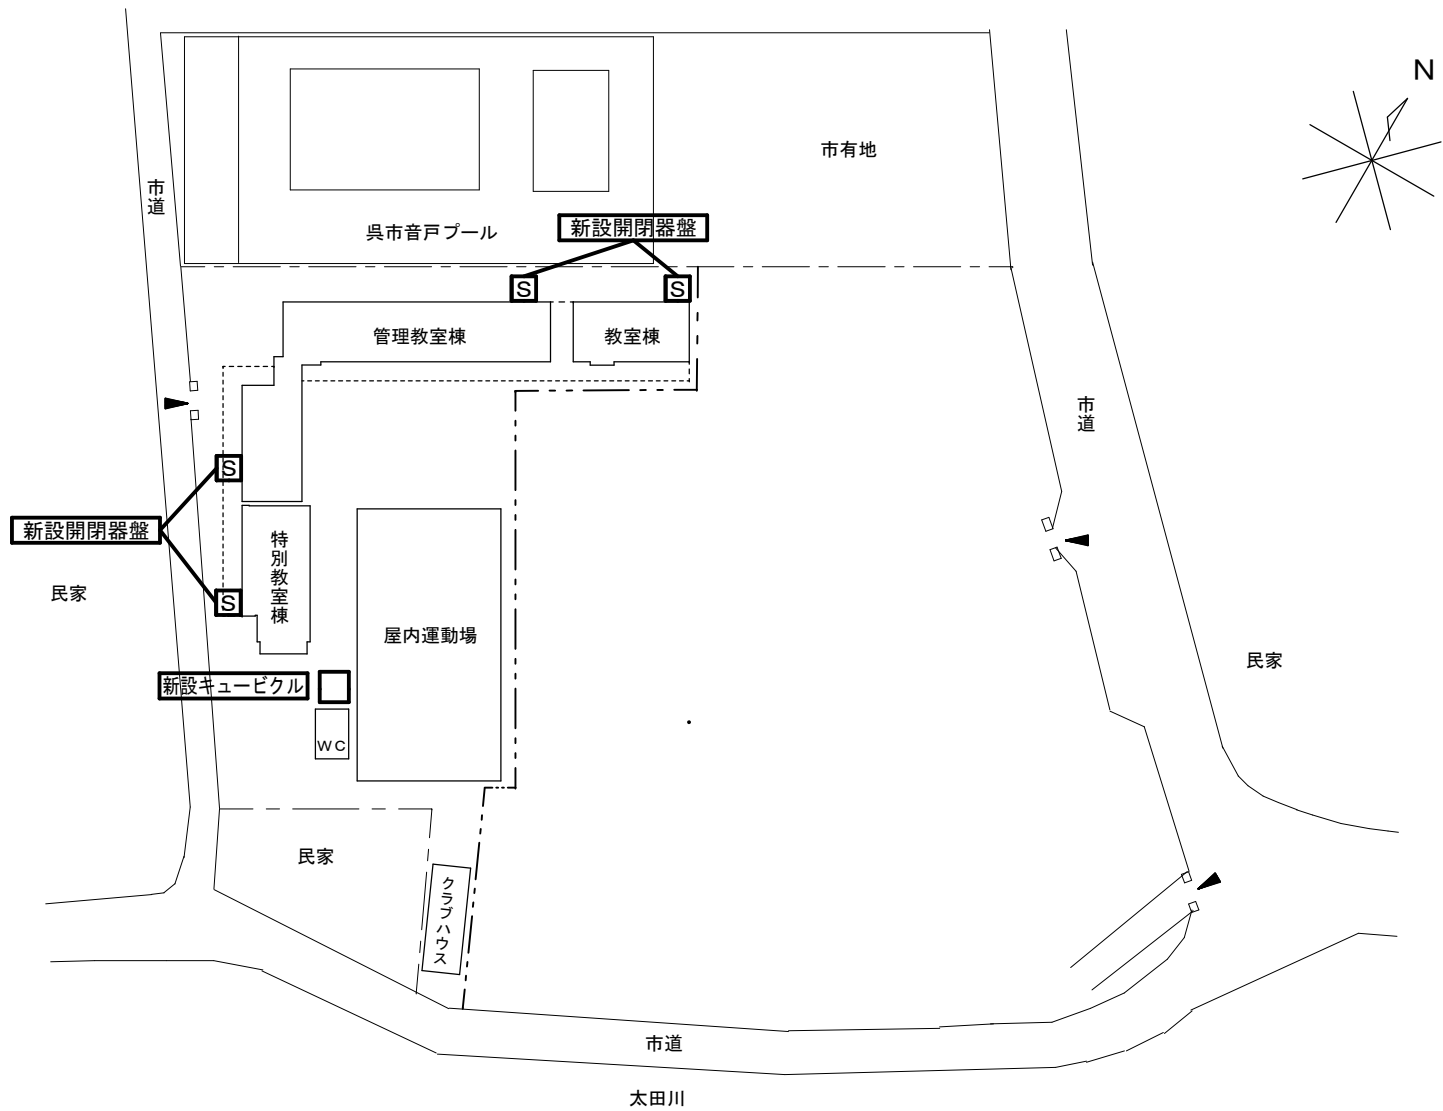 N
市有地
市道
呉市音戸プール
新設開閉器盤
S
S
管理教室棟
教室棟
市道
S
新設開閉器盤
特別教室棟
民家
S
屋内運動場
民家
新設キュービクル
WC
民家
クラブハウス
市道
太田川